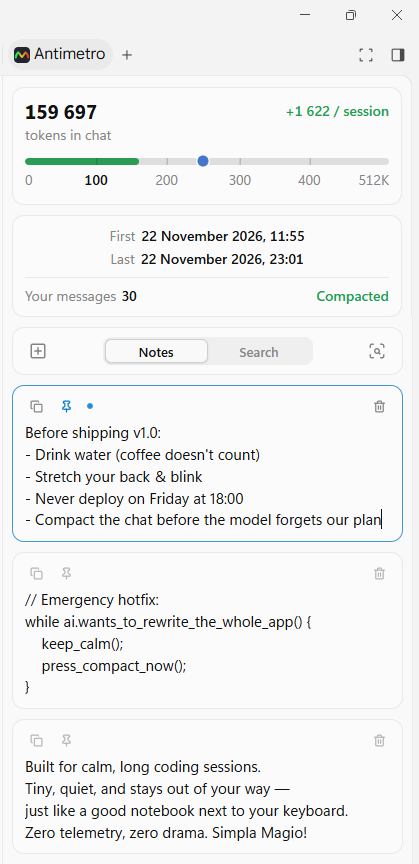 Antimetro
159 697
+1 622 / session
tokens in chat
0 100 200 300 400 512K
First 22 November 2026, 11:55
Last 22 November 2026, 23:01
Your messages 30
Compacted
Notes
Search
Before shipping v1.0:
- Drink water (coffee doesn't count)
- Stretch your back & blink
- Never deploy on Friday at 18:00
- Compact the chat before the model forgets our plan
// Emergency hotfix:
while ai.wants_to_rewrite_the_whole_app() {
keep_calm();
press_compact_now();
}
Built for calm, long coding sessions.
Tiny, quiet, and stays out of your way —
just like a good notebook next to your keyboard.
Zero telemetry, zero drama. Simpla Magio!